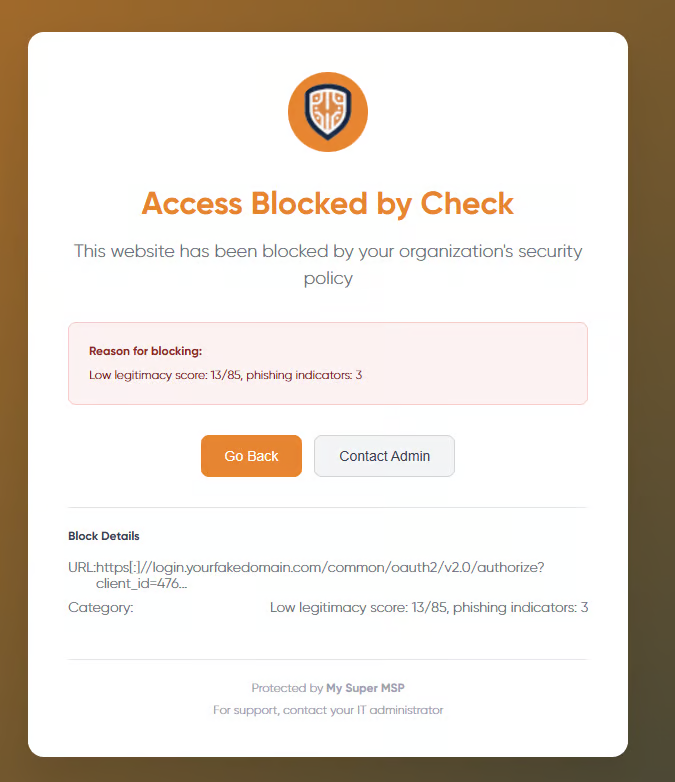 Access Blocked by Check
This website has been blocked by your organization's security
policy
Reason for blocking:
Low legitimacy score: 13/85, phishing indicators: 3
Go Back
Contact Admin
Block Details
URL:https[:]//login.yourfakedomain.com/common/oauth2/v2.0/authorize?
client_id=476...
Category: Low legitimacy score: 13/85, phishing indicators: 3
Protected by My Super MSP
For support, contact your IT administrator